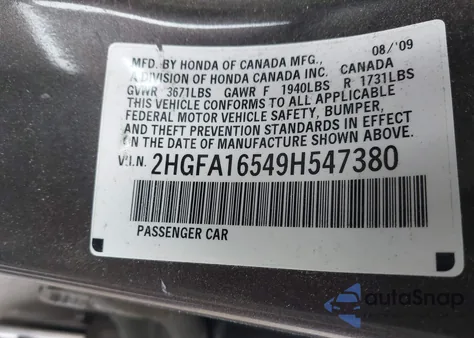 MFD. BY HONDA OF CANADA MFG., 08/'09
A DIVISION OF HONDA CANADA INC. CANADA
GVWR 3671LBS GAWR F 1940LBS R 1731LBS
THIS VEHICLE CONFORMS TO ALL APPLICABLE
FEDERAL MOTOR VEHICLE SAFETY, BUMPER,
AND THEFT PREVENTION STANDARDS IN EFFECT
ON THE DATE OF MANUFACTURE SHOWN ABOVE.
V.I.N. 2HGFA16549H547380
PASSENGER CAR
autoSnap